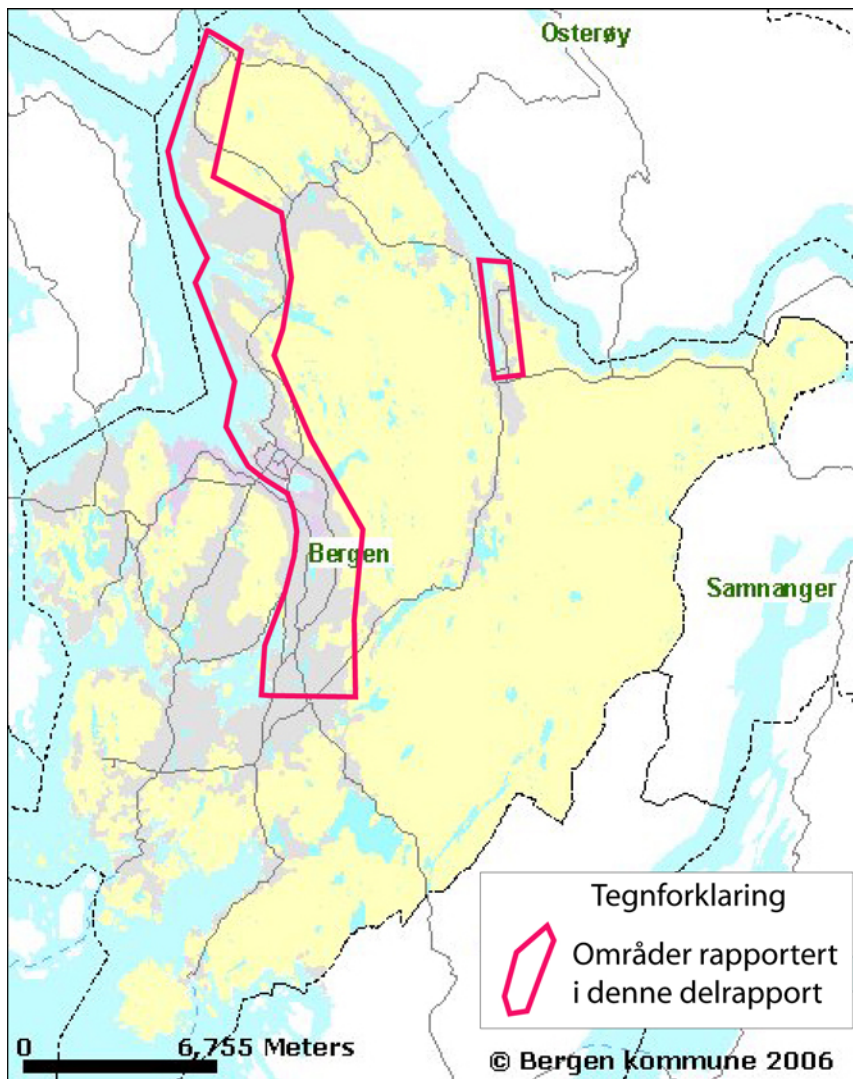 Osterøy
Bergen
Samnanger
Tegnforklaring
Områder rapportert
i denne delrapport
0 6,755 Meters
© Bergen kommune 2006